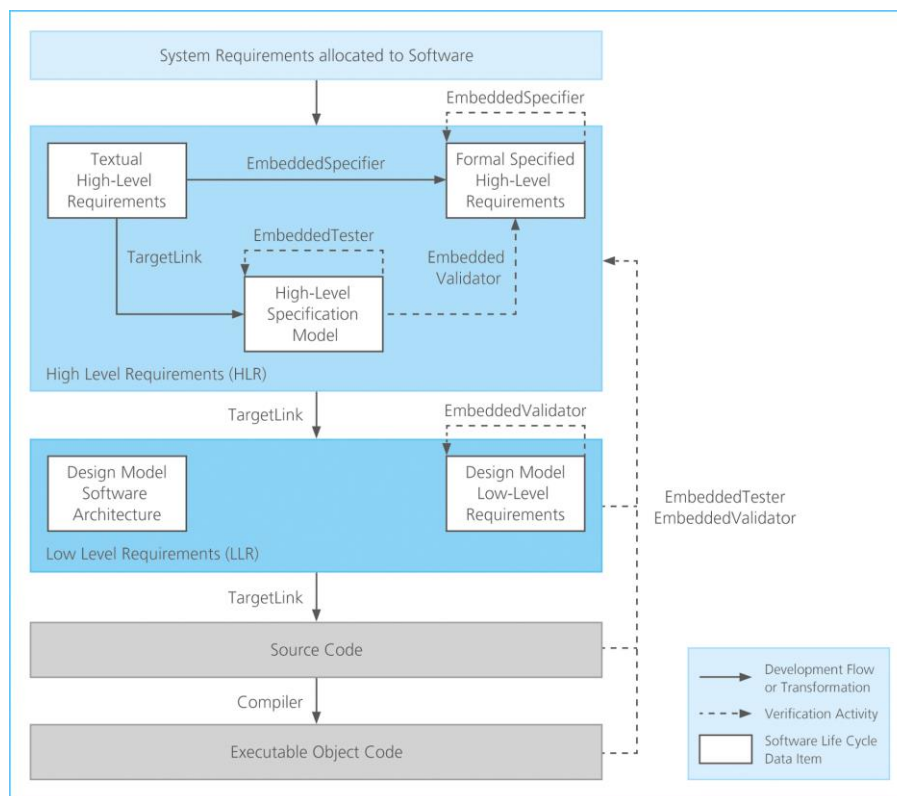 System Requirements allocated to Software
EmbeddedSpecifier
Textual
High-Level
Requirements
EmbeddedSpecifier
Formal Specified
High-Level
Requirements
TargetLink
EmbeddedTester
Embedded
Validator
High-Level
Specification
Model
High Level Requirements (HLR)
TargetLink
EmbeddedValidator
Design Model
Software
Architecture
Design Model
Low-Level
Requirements
EmbeddedTester
EmbeddedValidator
Low Level Requirements (LLR)
TargetLink
Source Code
Compiler
Executable Object Code
Development Flow
or Transformation
Verification Activity
Software Life Cycle
Data Item